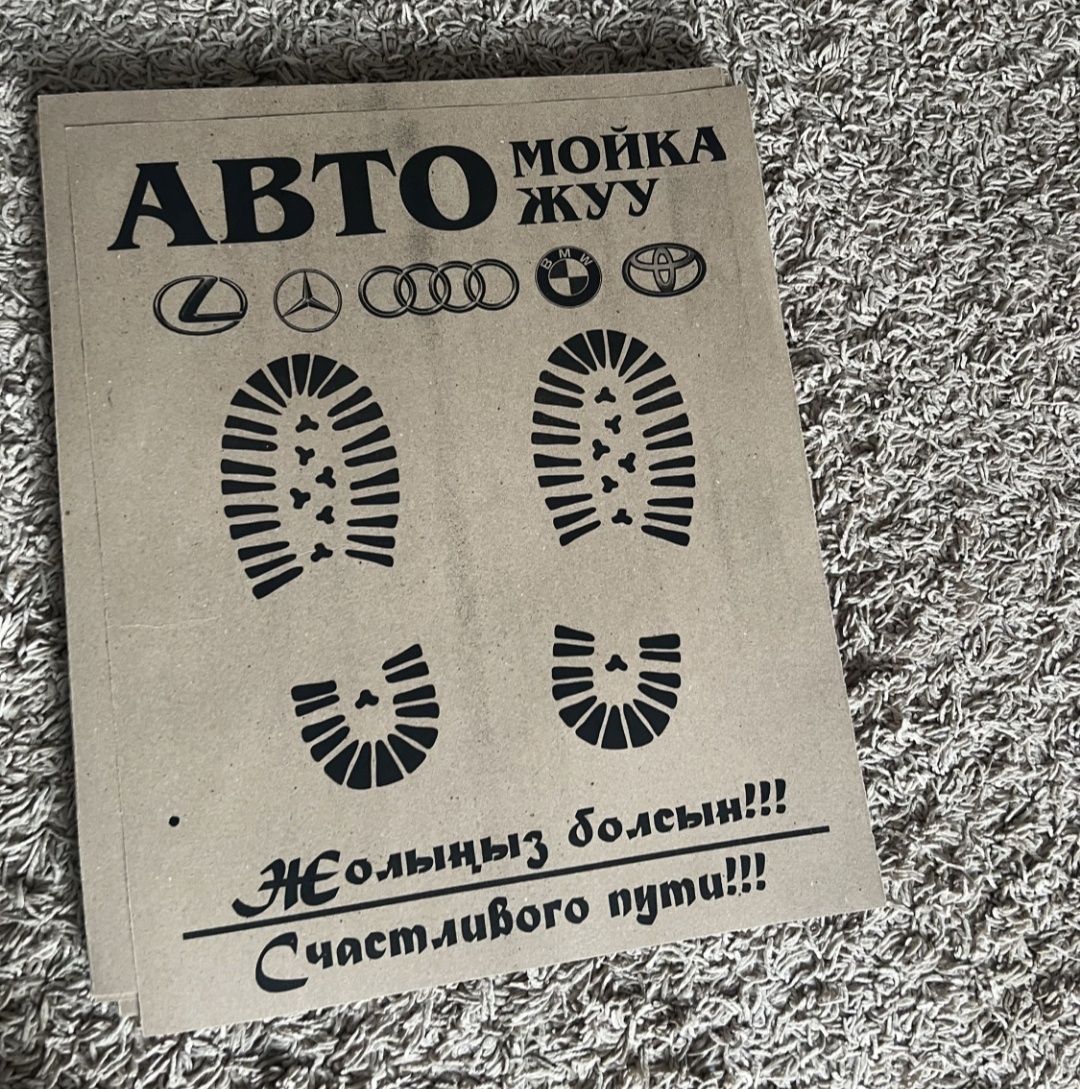 АВТО МОЙКА
ЖУУ
BMW
Жолыңыз болсын!!!
Счастливого пути!!!